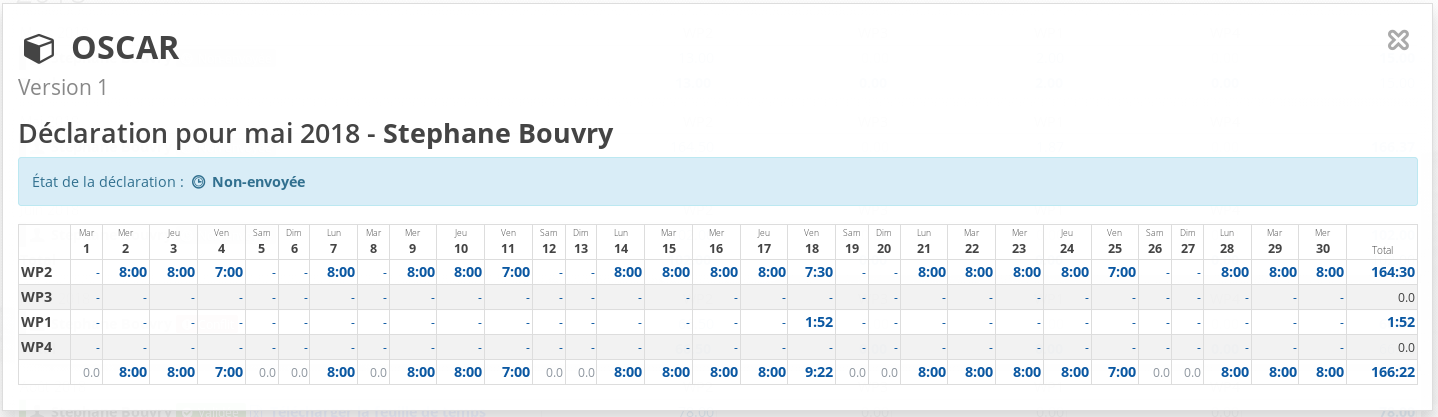 OSCAR
Version 1
Déclaration pour mai 2018 - Stephane Bouvry
État de la déclaration : Non-envoyée
Mar Mer Jeu Ven Sam Dim Lun Mar Mer Jeu Ven Sam Dim Lun Mar Mer Jeu Ven Sam Dim Lun Mar Mer Jeu Ven Sam Dim Lun Mar Mer
1 2 3 4 5 6 7 8 9 10 11 12 13 14 15 16 17 18 19 20 21 22 23 24 25 26 27 28 29 30 Total
WP2 - 8:00 8:00 7:00 - - 8:00 - 8:00 8:00 7:00 - - 8:00 8:00 8:00 8:00 7:30 - - 8:00 8:00 8:00 8:00 7:00 - - 8:00 8:00 8:00 164:30
WP3 - - - - - - - - - - - - - - - - - - - - - - - - - - - - - - 0.0
WP1 - - - - - - - - - - - - - - - - - 1:52 - - - - - - - - - - - - 1:52
WP4 - - - - - - - - - - - - - - - - - - - - - - - - - - - - - - 0.0
0.0 8:00 8:00 7:00 0.0 0.0 8:00 0.0 8:00 8:00 7:00 0.0 0.0 8:00 8:00 8:00 8:00 9:22 0.0 0.0 8:00 8:00 8:00 8:00 7:00 0.0 0.0 8:00 8:00 8:00 166:22